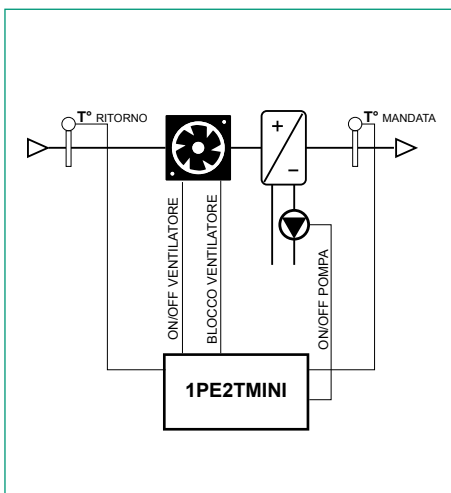 T° RITORNO
T° MANDATA
+
−
ON/OFF VENTILATORE
BLOCCO VENTILATORE
ON/OFF POMPA
1PE2TMINI